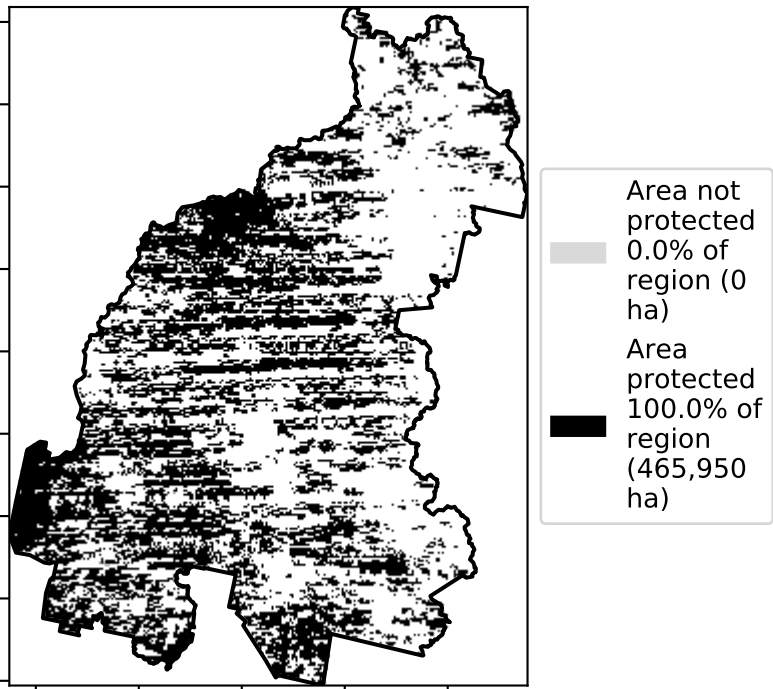 Area not
protected
0.0% of
region (0
ha)
Area
protected
100.0% of
region
(465,950
ha)